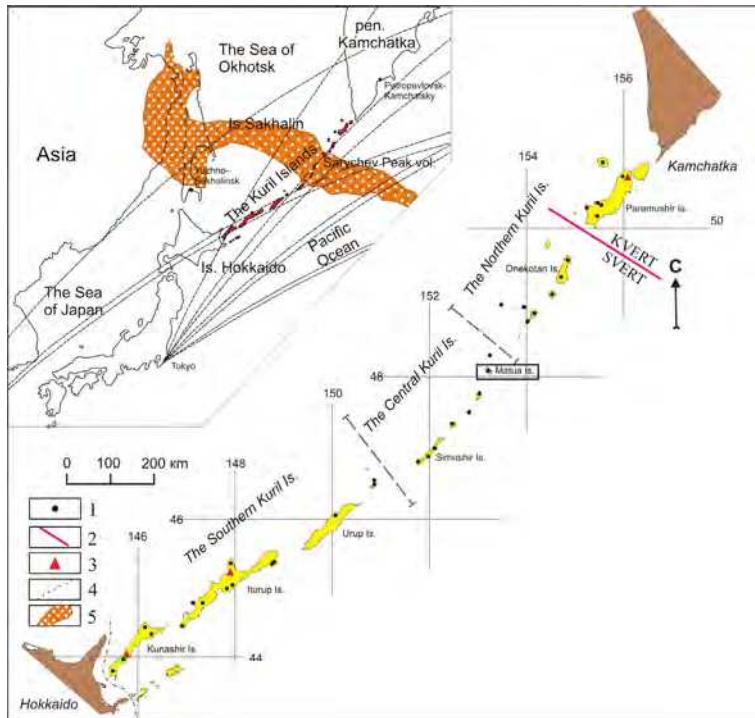 The Sea of
Okhotsk
pen.
Kamchatka
Petropavlovsk-
Kamchatsky
Asia
Is Sakhalin
Yuzhno-
Sakhalinsk
Sarychev Peak vol.
The Kuril Islands
Pacific
Ocean
Is. Hokkaido
The Sea
of Japan
Tokyo
156
Kamchatka
154
Paramushir Is.
50
The Northern Kuril Is.
KVERT
SVERT
Onekotan Is.
C
152
The Central Kuril Is.
Matua Is.
48
150
Simushir Is.
0 100 200 km
148
The Southern Kuril Is.
46
Urup Is.
146
Iturup Is.
Kunashir Is.
44
Hokkaido
1
2
3
4
5